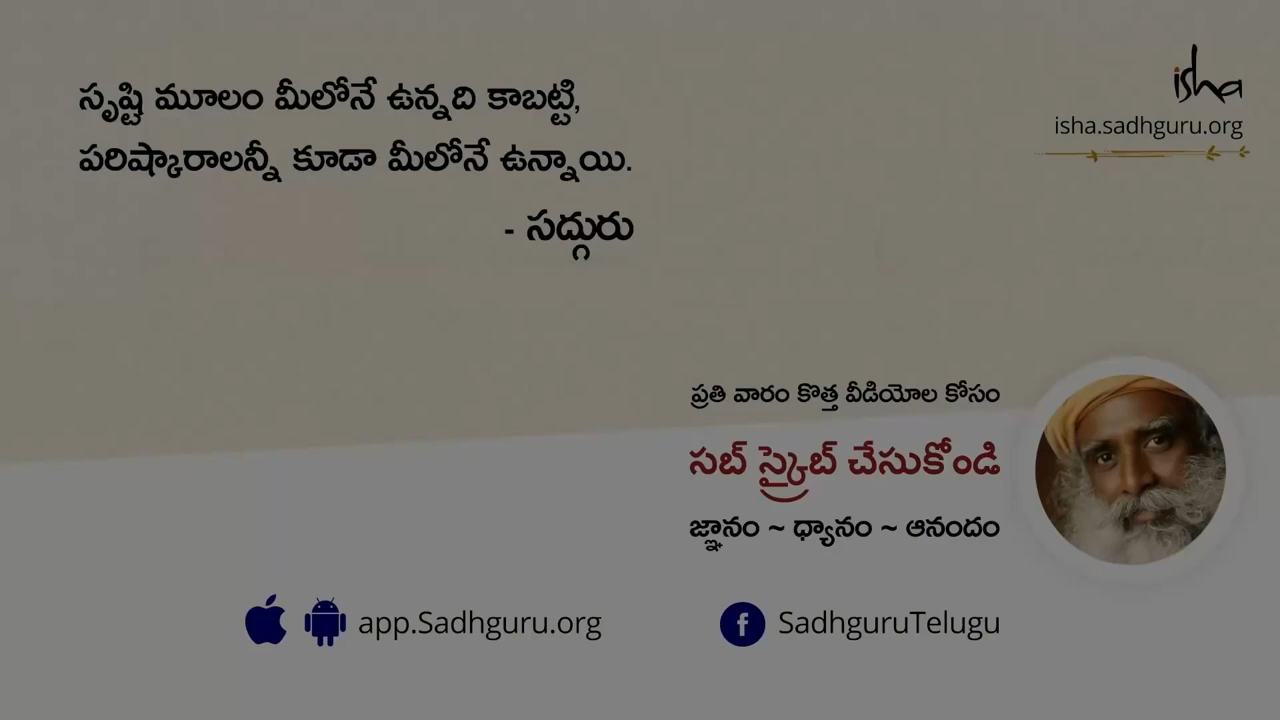 సృష్టి మూలం మీలోనే ఉన్నది కాబట్టి,
పరిష్కారాలన్నీ కూడా మీలోనే ఉన్నాయి.
- సద్గురు
isha
isha.sadhguru.org
ప్రతి వారం కొత్త వీడియోల కోసం
సబ్ స్క్రైబ్ చేసుకోండి
జ్ఞానం ~ ధ్యానం ~ ఆనందం
app.Sadhguru.org
SadhguruTelugu